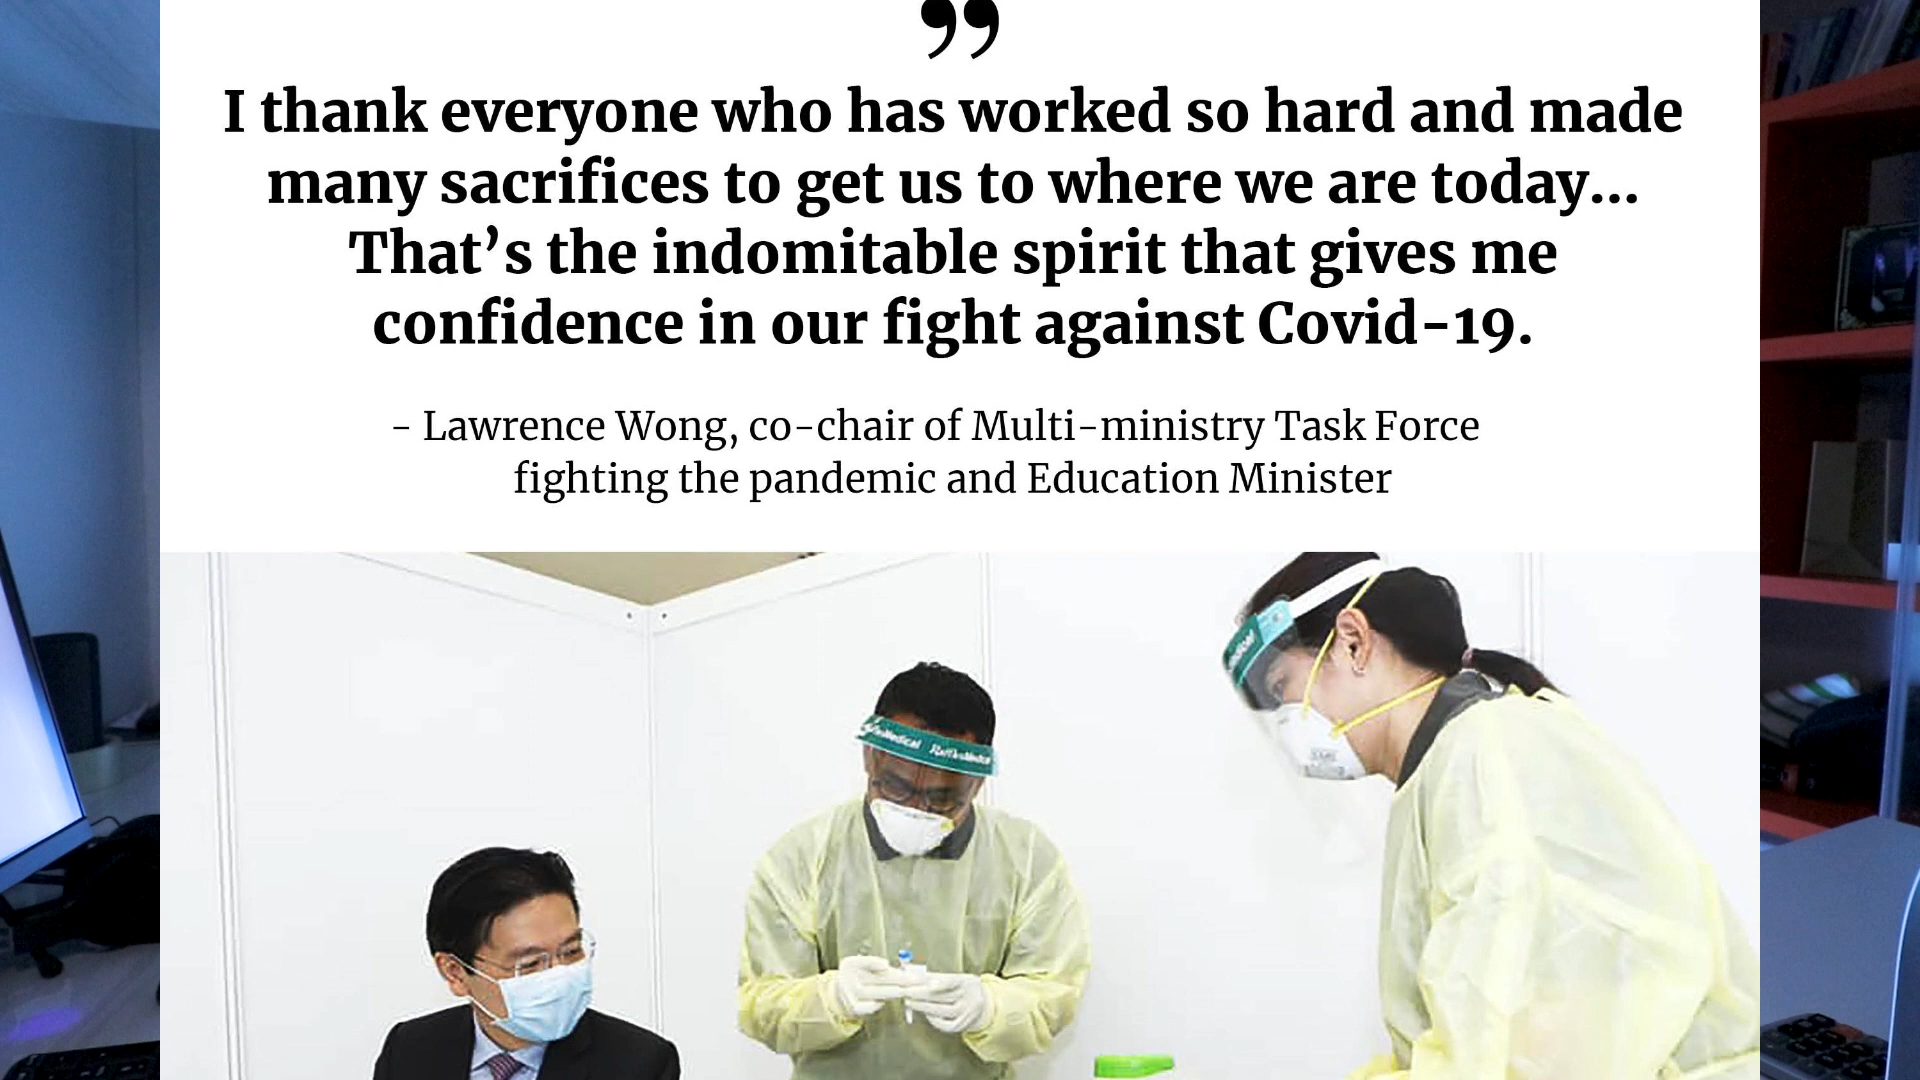 ”
I thank everyone who has worked so hard and made
many sacrifices to get us to where we are today...
That’s the indomitable spirit that gives me
confidence in our fight against Covid-19.
- Lawrence Wong, co-chair of Multi-ministry Task Force
fighting the pandemic and Education Minister
RafflesMedical